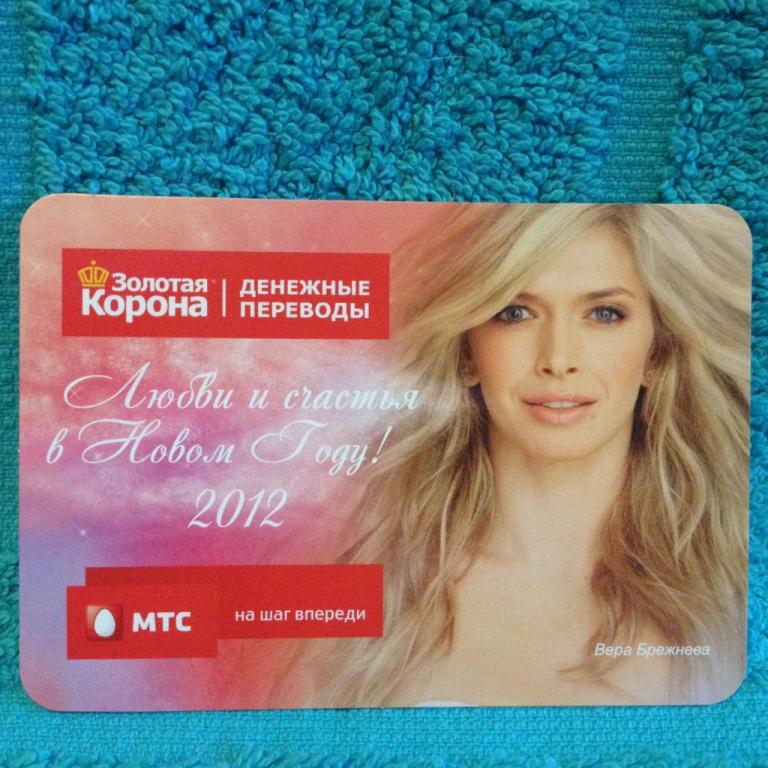 Золотая
Корона
ДЕНЕЖНЫЕ
ПЕРЕВОДЫ
Любви и счастья
в Новом Году!
2012
МТС
на шаг впереди
Вера Брежнева